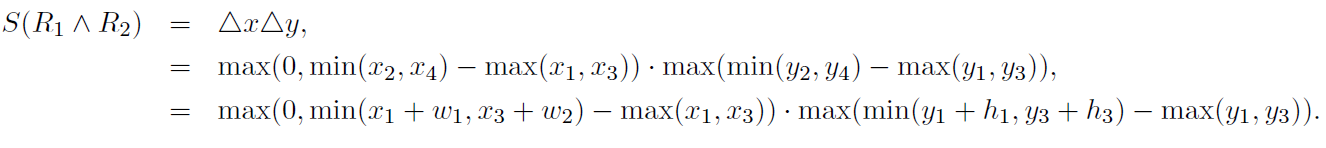 S(R₁ ∧ R₂) = △x△y,
= max(0, min(x₂, x₄) − max(x₁, x₃)) · max(min(y₂, y₄) − max(y₁, y₃)),
= max(0, min(x₁ + w₁, x₃ + w₂) − max(x₁, x₃)) · max(min(y₁ + h₁, y₃ + h₃) − max(y₁, y₃)).